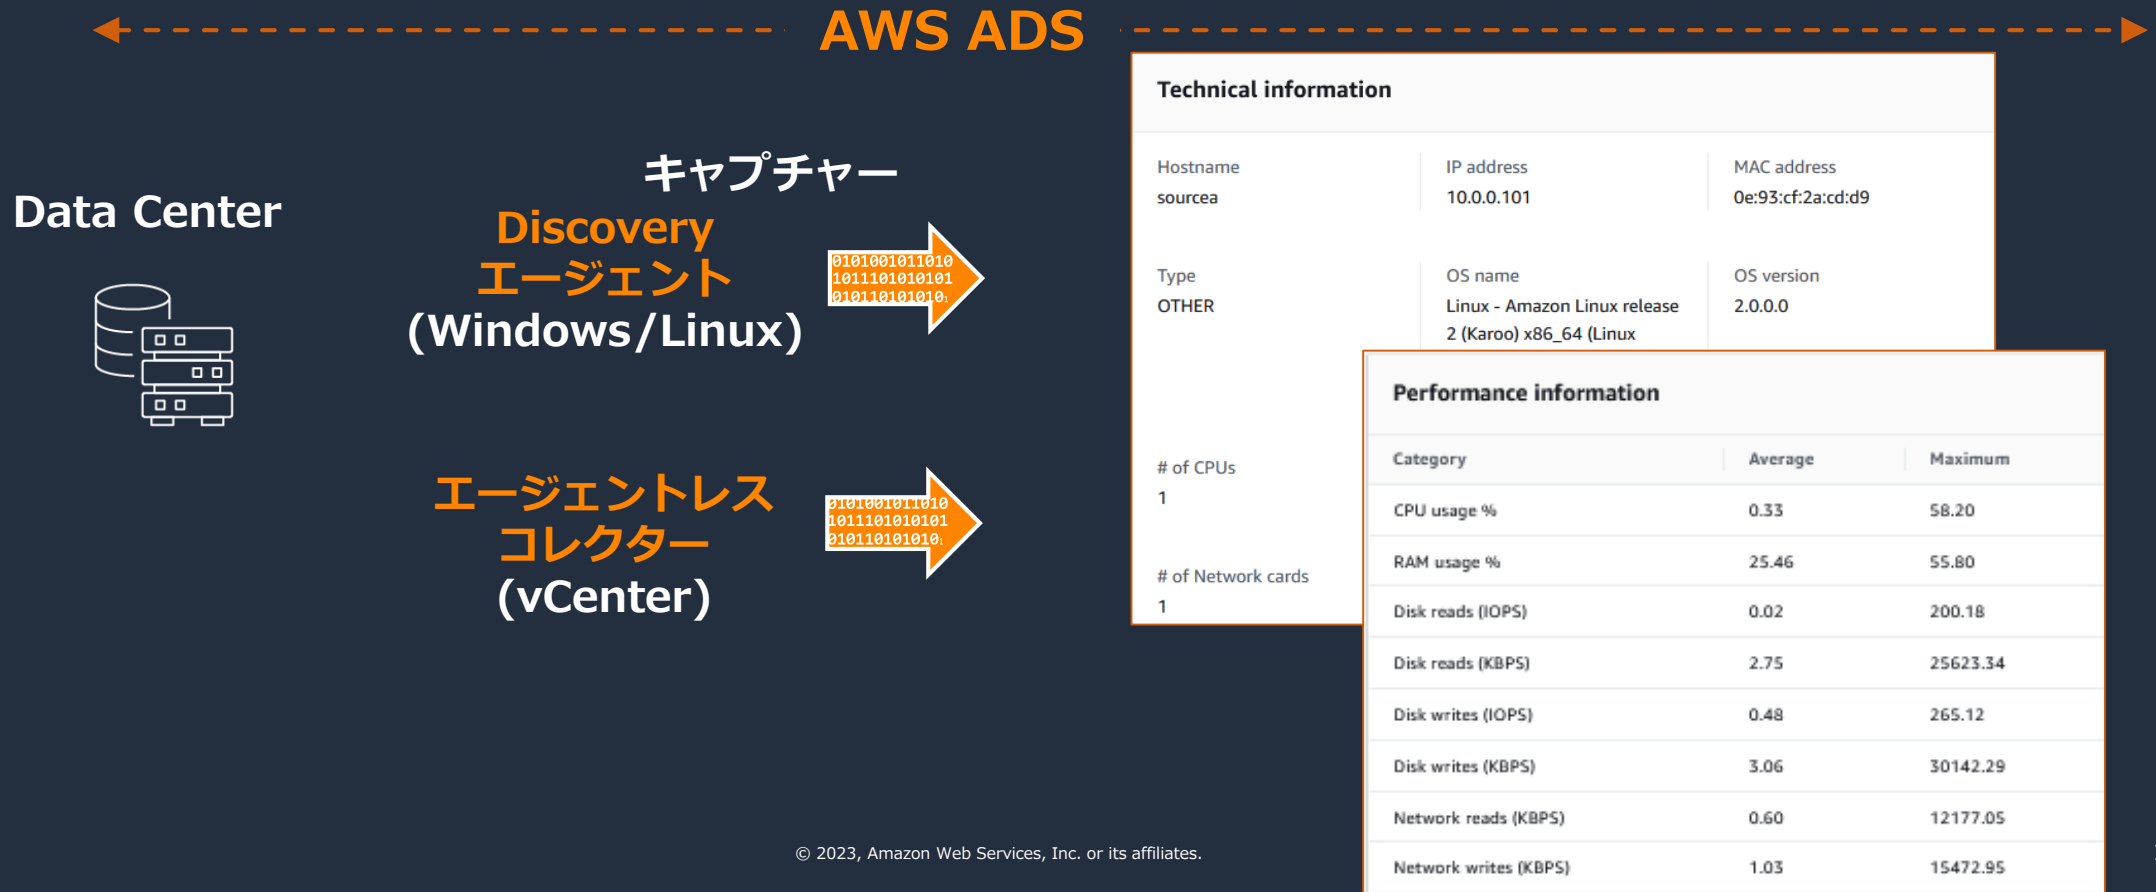 AWS ADS
Data Center
キャプチャー
Discovery
エージェント
(Windows/Linux)
0101001011010
1011101010101
0101101010101
エージェントレス
コレクター
(vCenter)
0101001011010
1011101010101
0101101010101
Technical information
Hostname IP address MAC address
sourcea 10.0.0.101 0e:93:cf:2a:cd:d9
Type OS name OS version
OTHER Linux - Amazon Linux release 2.0.0.0
2 (Karoo) x86_64 (Linux
# of CPUs
1
# of Network cards
1
Performance information
Category Average Maximum
CPU usage % 0.33 58.20
RAM usage % 25.46 55.80
Disk reads (IOPS) 0.02 200.18
Disk reads (KBPS) 2.75 25623.34
Disk writes (IOPS) 0.48 265.12
Disk writes (KBPS) 3.06 30142.29
Network reads (KBPS) 0.60 12177.05
Network writes (KBPS) 1.03 15472.95
© 2023, Amazon Web Services, Inc. or its affiliates.